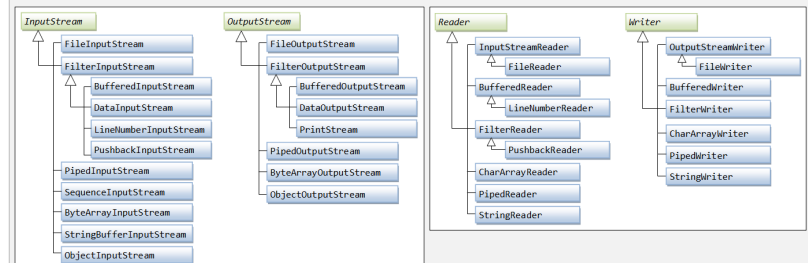 InputStream
FileInputStream
FilterInputStream
BufferedInputStream
DataInputStream
LineNumberInputStream
PushbackInputStream
PipedInputStream
SequenceInputStream
ByteArrayInputStream
StringBufferInputStream
ObjectInputStream
OutputStream
FileOutputStream
FilterOutputStream
BufferedOutputStream
DataOutputStream
PrintStream
PipedOutputStream
ByteArrayOutputStream
ObjectOutputStream
Reader
InputStreamReader
FileReader
BufferedReader
LineNumberReader
FilterReader
PushbackReader
CharArrayReader
PipedReader
StringReader
Writer
OutputStreamWriter
FileWriter
BufferedWriter
FilterWriter
CharArrayWriter
PipedWriter
StringWriter